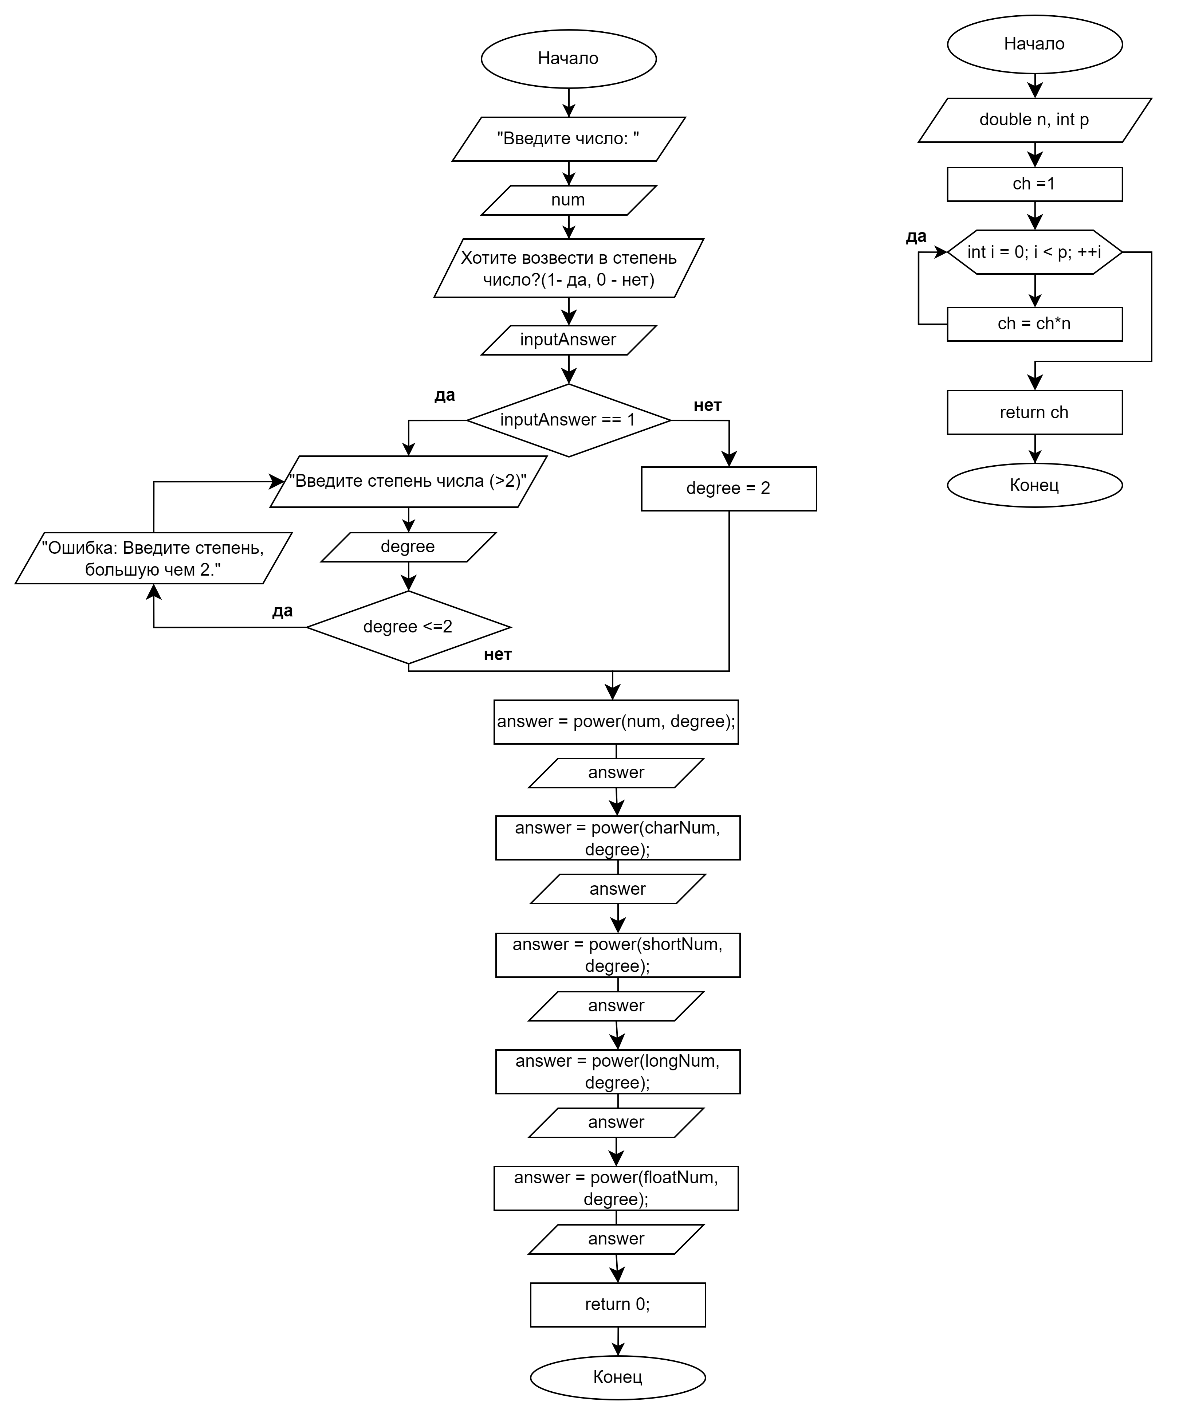 Начало
"Введите число: "
num
Хотите возвести в степень
число?(1- да, 0 - нет)
inputAnswer
да
inputAnswer == 1
нет
"Введите степень числа (>2)"
degree = 2
"Ошибка: Введите степень,
большую чем 2."
degree
да
degree <=2
нет
answer = power(num, degree);
answer
answer = power(charNum,
degree);
answer
answer = power(shortNum,
degree);
answer
answer = power(longNum,
degree);
answer
answer = power(floatNum,
degree);
answer
return 0;
Конец
Начало
double n, int p
ch =1
да
int i = 0; i < p; ++i
ch = ch*n
return ch
Конец